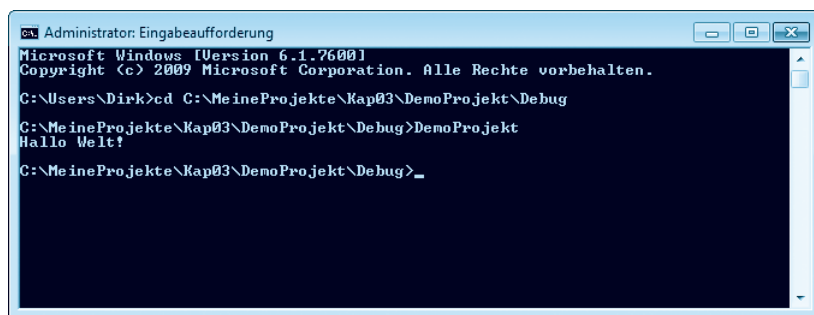 Administrator: Eingabeaufforderung
Microsoft Windows [Version 6.1.7600]
Copyright (c) 2009 Microsoft Corporation. Alle Rechte vorbehalten.
C:\Users\Dirk>cd C:\MeineProjekte\Kap03\DemoProjekt\Debug
C:\MeineProjekte\Kap03\DemoProjekt\Debug>DemoProjekt
Hallo Welt!
C:\MeineProjekte\Kap03\DemoProjekt\Debug>_